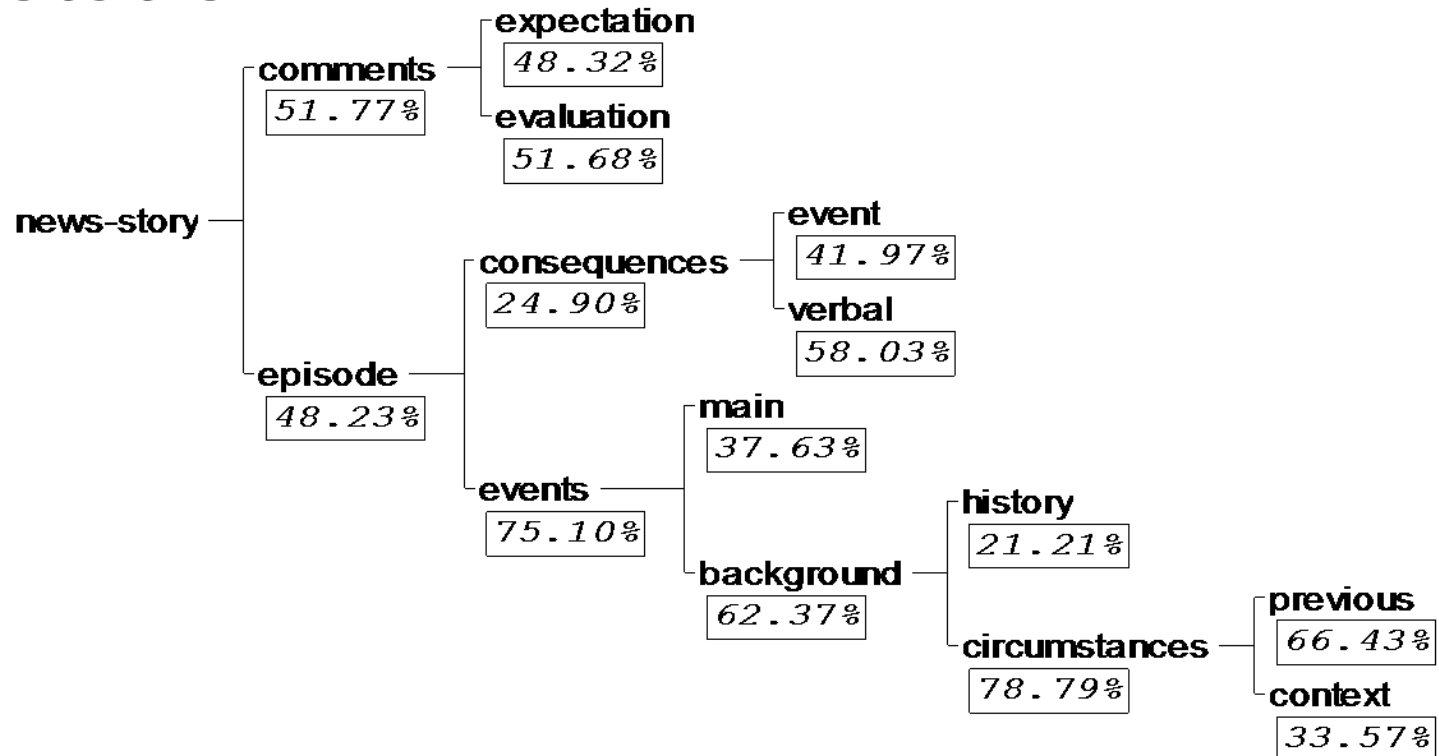 expectation
48.32%
comments
51.77%
evaluation
51.68%
news-story
event
41.97%
consequences
24.90%
verbal
58.03%
episode
48.23%
main
37.63%
events
75.10%
history
21.21%
background
62.37%
previous
66.43%
circumstances
78.79%
context
33.57%